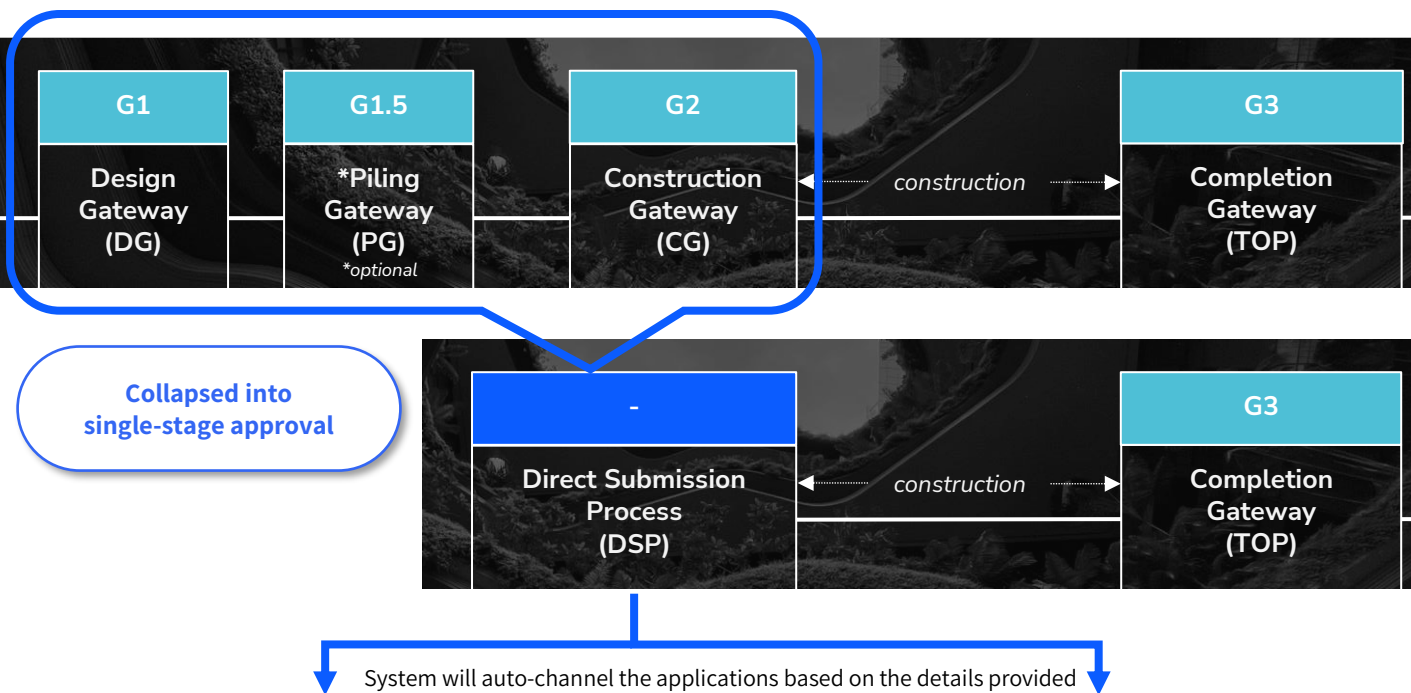 G1
Design
Gateway
(DG)
G1.5
*Piling
Gateway
(PG)
*optional
G2
Construction
Gateway
(CG)
construction
G3
Completion
Gateway
(TOP)
Collapsed into
single-stage approval
-
Direct Submission
Process
(DSP)
construction
G3
Completion
Gateway
(TOP)
System will auto-channel the applications based on the details provided